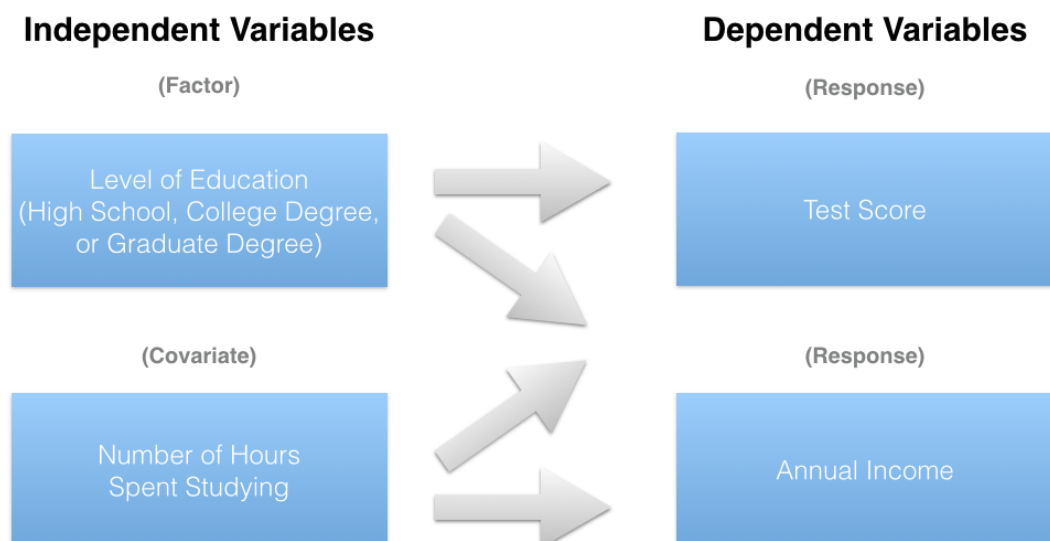 Independent Variables
Dependent Variables
(Factor)
(Response)
Level of Education
(High School, College Degree,
or Graduate Degree)
Test Score
(Covariate)
(Response)
Number of Hours
Spent Studying
Annual Income